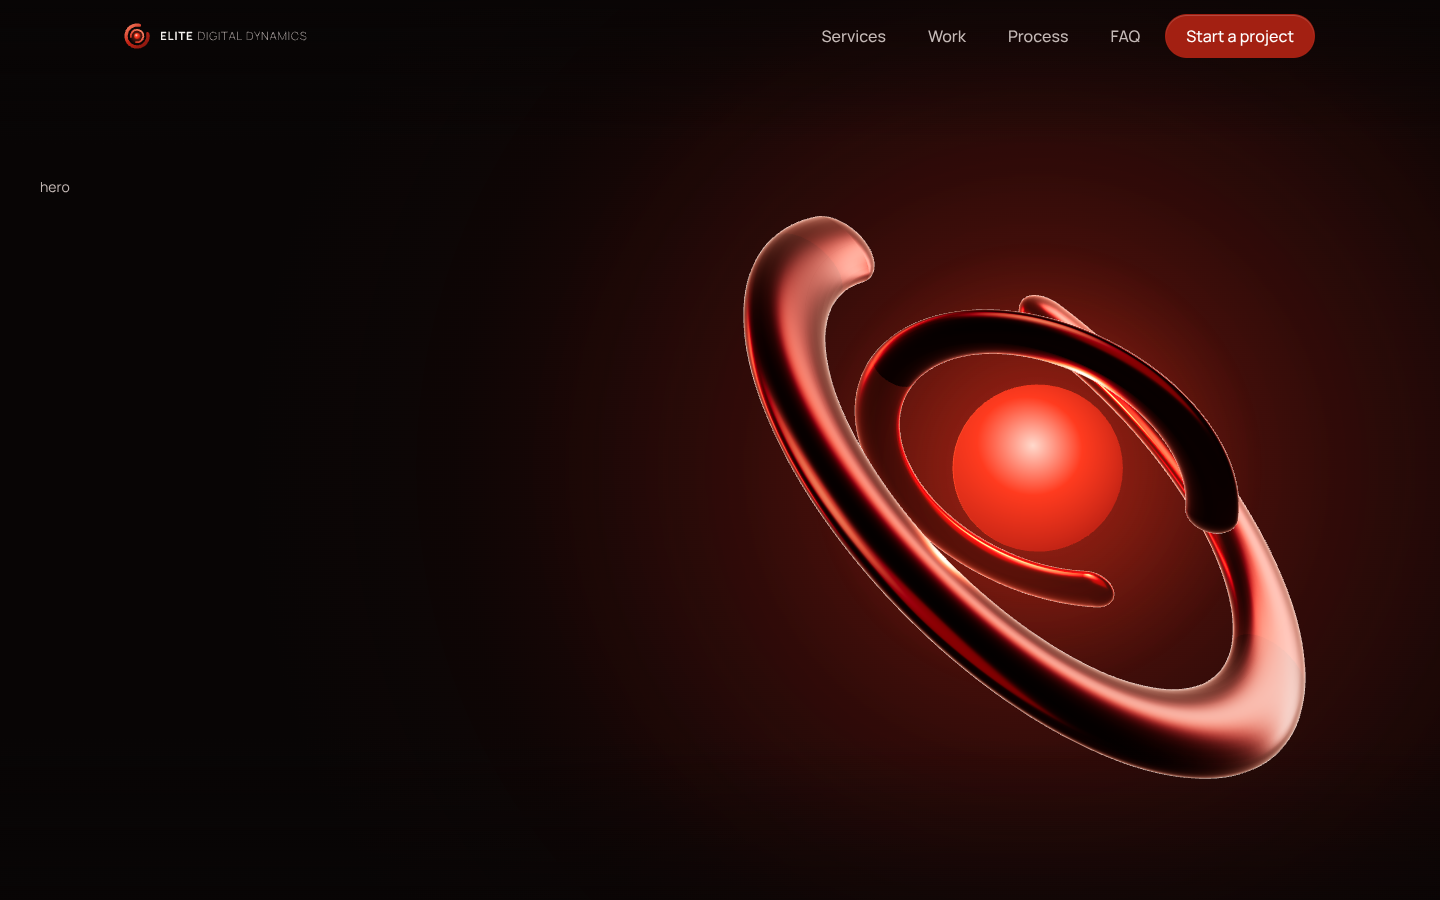 ELITE DIGITAL DYNAMICS
Services
Work
Process
FAQ
Start a project
hero